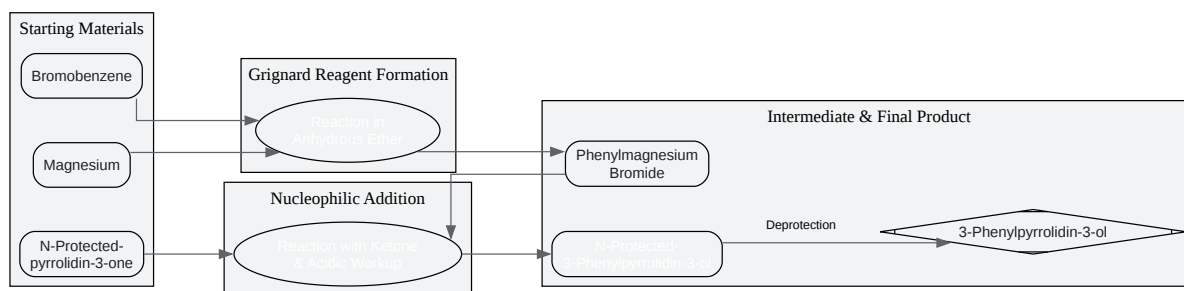 Starting Materials
Bromobenzene
Magnesium
N-Protected-
pyrrolidin-3-one
Grignard Reagent Formation
Reaction in
Anhydrous Ether
Nucleophilic Addition
Reaction with Ketone
& Acidic Workup
Intermediate & Final Product
Phenylmagnesium
Bromide
N-Protected-
3-Phenylpyrrolidin-3-ol
Deprotection
3-Phenylpyrrolidin-3-ol